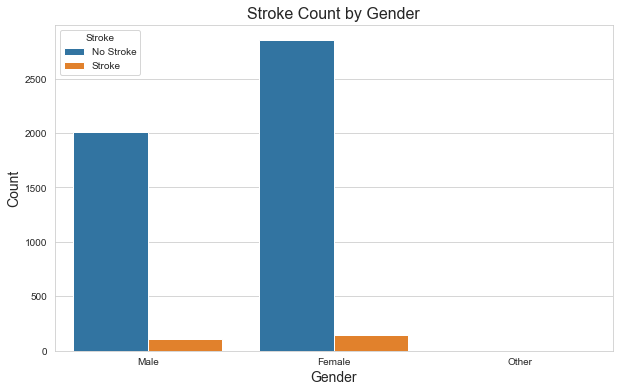 Stroke Count by Gender
Stroke
No Stroke
Stroke
2500
2000
1500
1000
500
0
Count
Male Female Other
Gender